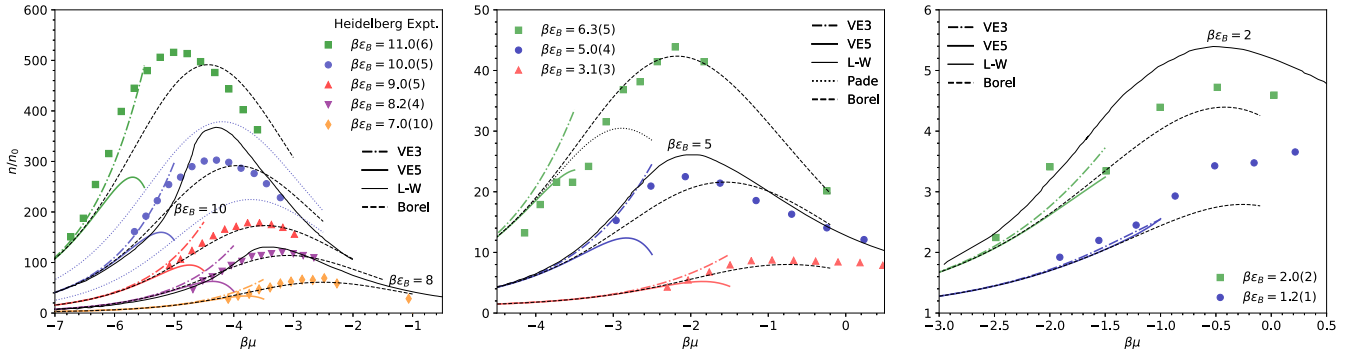 Heidelberg Expt.
βε_B = 11.0(6)
βε_B = 10.0(5)
βε_B = 9.0(5)
βε_B = 8.2(4)
βε_B = 7.0(10)
VE3
VE5
L-W
Borel
βε_B = 10
βε_B = 8
n/n₀
600
500
400
300
200
100
0
−7
−6
−5
−4
−3
−2
−1
βμ
βε_B = 6.3(5)
βε_B = 5.0(4)
βε_B = 3.1(3)
VE3
VE5
L-W
Pade
Borel
βε_B = 5
50
40
30
20
10
0
−4
−3
−2
−1
0
βμ
VE3
VE5
L-W
Borel
βε_B = 2
βε_B = 2.0(2)
βε_B = 1.2(1)
6
5
4
3
2
1
−3.0
−2.5
−2.0
−1.5
−1.0
−0.5
0.0
0.5
βμ